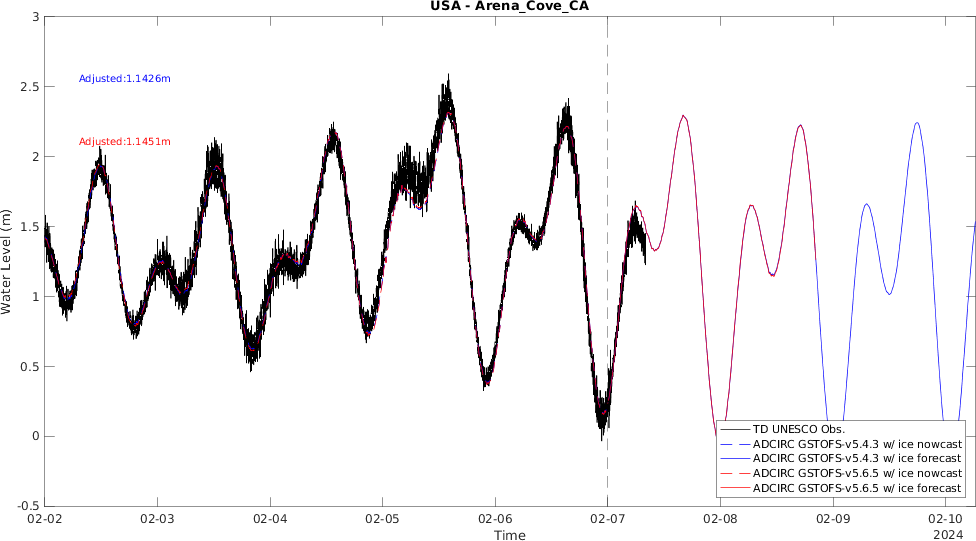 USA - Arena_Cove_CA
3
2.5
2
1.5
1
0.5
0
-0.5
Water Level (m)
Adjusted:1.1426m
Adjusted:1.1451m
TD UNESCO Obs.
ADCIRC GSTOFS-v5.4.3 w/ ice nowcast
ADCIRC GSTOFS-v5.4.3 w/ ice forecast
ADCIRC GSTOFS-v5.6.5 w/ ice nowcast
ADCIRC GSTOFS-v5.6.5 w/ ice forecast
02-02 02-03 02-04 02-05 02-06 02-07 02-08 02-09 02-10
Time 2024